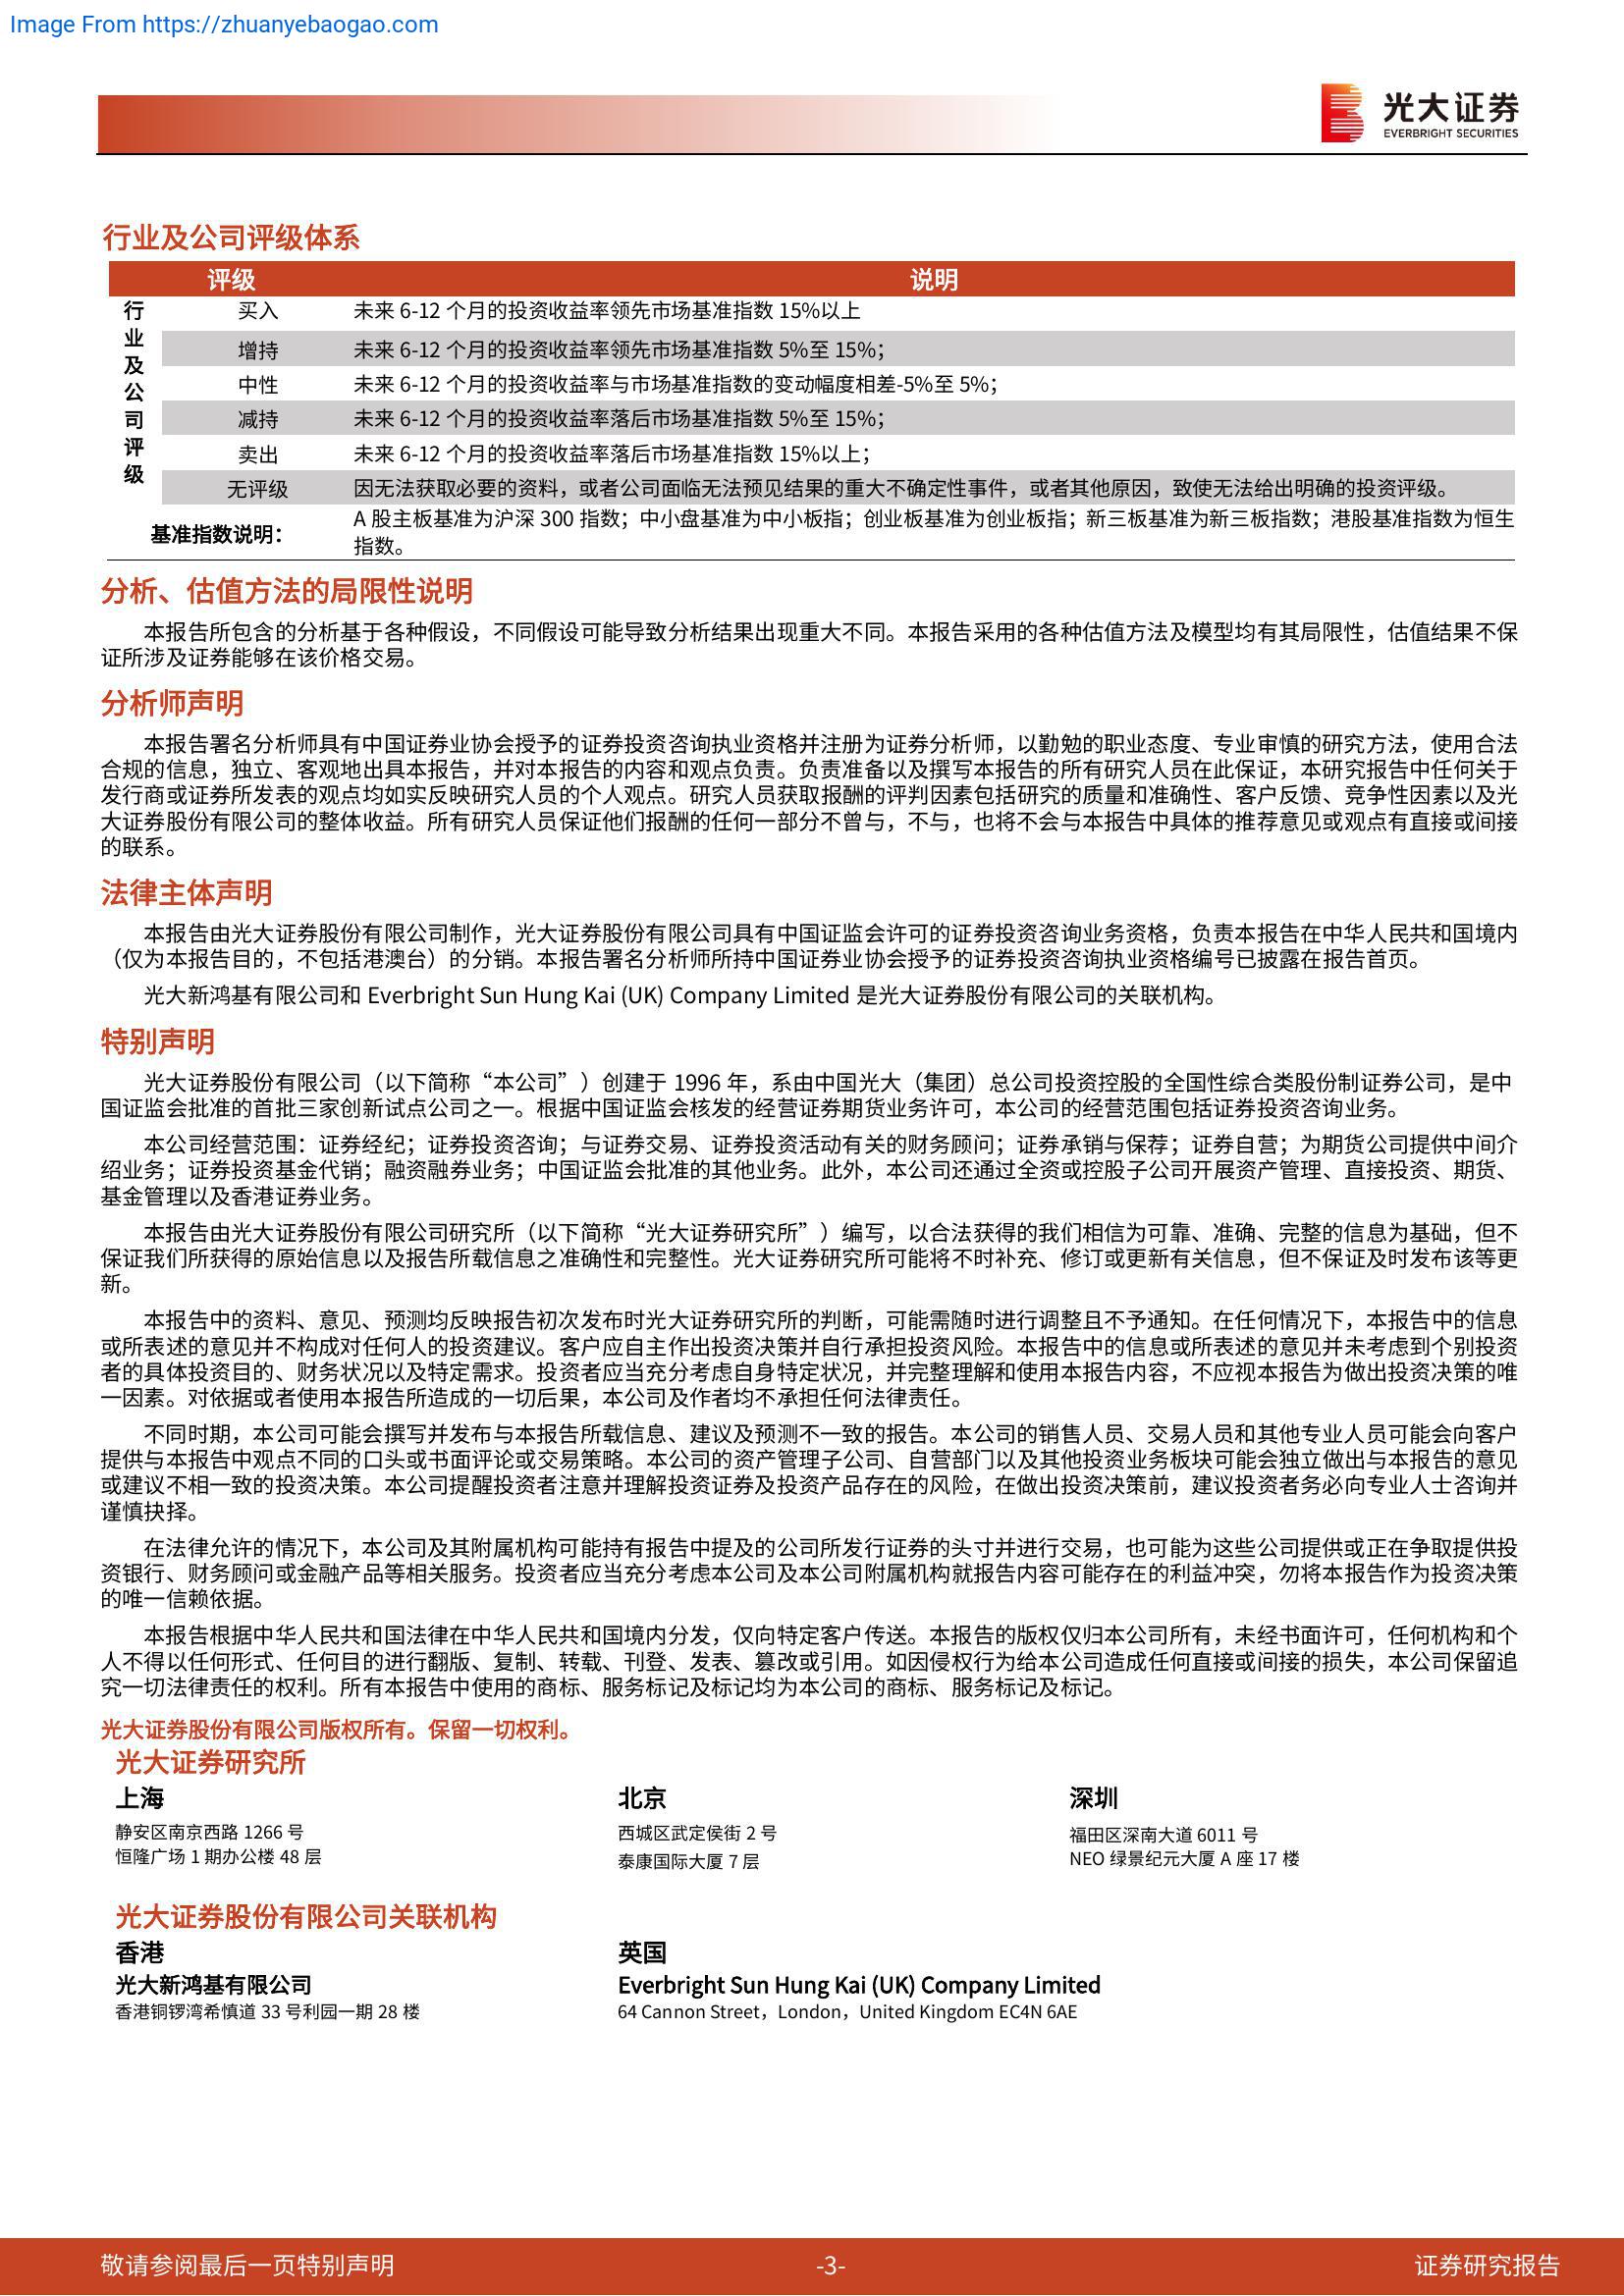 Image From https://zhuanyebaogao.com
光大证券
EVERBRIGHT SECURITIES
行业及公司评级体系
评级 说明
行业及公司评级
买入 未来 6-12 个月的投资收益率领先市场基准指数 15%以上
增持 未来 6-12 个月的投资收益率领先市场基准指数 5%至 15%；
中性 未来 6-12 个月的投资收益率与市场基准指数的变动幅度相差-5%至 5%；
减持 未来 6-12 个月的投资收益率落后市场基准指数 5%至 15%；
卖出 未来 6-12 个月的投资收益率落后市场基准指数 15%以上；
无评级 因无法获取必要的资料，或者公司面临无法预见结果的重大不确定性事件，或者其他原因，致使无法给出明确的投资评级。
基准指数说明： A 股主板基准为沪深 300 指数；中小盘基准为中小板指；创业板基准为创业板指；新三板基准为新三板指数；港股基准指数为恒生
指数。
分析、估值方法的局限性说明
本报告所包含的分析基于各种假设，不同假设可能导致分析结果出现重大不同。本报告采用的各种估值方法及模型均有其局限性，估值结果不保
证所涉及证券能够在该价格交易。
分析师声明
本报告署名分析师具有中国证券业协会授予的证券投资咨询执业资格并注册为证券分析师，以勤勉的职业态度、专业审慎的研究方法，使用合法
合规的信息，独立、客观地出具本报告，并对本报告的内容和观点负责。负责准备以及撰写本报告的所有研究人员在此保证，本研究报告中任何关于
发行商或证券所发表的观点均如实反映研究人员的个人观点。研究人员获取报酬的评判因素包括研究的质量和准确性、客户反馈、竞争性因素以及光
大证券股份有限公司的整体收益。所有研究人员保证他们报酬的任何一部分不曾与，不与，也将不会与本报告中具体的推荐意见或观点有直接或间接
的联系。
法律主体声明
本报告由光大证券股份有限公司制作，光大证券股份有限公司具有中国证监会许可的证券投资咨询业务资格，负责本报告在中华人民共和国境内
（仅为本报告目的，不包括港澳台）的分销。本报告署名分析师所持中国证券业协会授予的证券投资咨询执业资格编号已披露在报告首页。
光大新鸿基有限公司和 Everbright Sun Hung Kai (UK) Company Limited 是光大证券股份有限公司的关联机构。
特别声明
光大证券股份有限公司（以下简称“本公司”）创建于 1996 年，系由中国光大（集团）总公司投资控股的全国性综合类股份制证券公司，是中
国证监会批准的首批三家创新试点公司之一。根据中国证监会核发的经营证券期货业务许可，本公司的经营范围包括证券投资咨询业务。
本公司经营范围：证券经纪；证券投资咨询；与证券交易、证券投资活动有关的财务顾问；证券承销与保荐；证券自营；为期货公司提供中间介
绍业务；证券投资基金代销；融资融券业务；中国证监会批准的其他业务。此外，本公司还通过全资或控股子公司开展资产管理、直接投资、期货、
基金管理以及香港证券业务。
本报告由光大证券股份有限公司研究所（以下简称“光大证券研究所”）编写，以合法获得的我们相信为可靠、准确、完整的信息为基础，但不
保证我们所获得的原始信息以及报告所载信息之准确性和完整性。光大证券研究所可能将不时补充、修订或更新有关信息，但不保证及时发布该等更
新。
本报告中的资料、意见、预测均反映报告初次发布时光大证券研究所的判断，可能需随时进行调整且不予通知。在任何情况下，本报告中的信息
或所表述的意见并不构成对任何人的投资建议。客户应自主作出投资决策并自行承担投资风险。本报告中的信息或所表述的意见并未考虑到个别投资
者的具体投资目的、财务状况以及特定需求。投资者应当充分考虑自身特定状况，并完整理解和使用本报告内容，不应视本报告为做出投资决策的唯
一因素。对依据或者使用本报告所造成的一切后果，本公司及作者均不承担任何法律责任。
不同时期，本公司可能会撰写并发布与本报告所载信息、建议及预测不一致的报告。本公司的销售人员、交易人员和其他专业人员可能会向客户
提供与本报告中观点不同的口头或书面评论或交易策略。本公司的资产管理子公司、自营部门以及其他投资业务板块可能会独立做出与本报告的意见
或建议不相一致的投资决策。本公司提醒投资者注意并理解投资证券及投资产品存在的风险，在做出投资决策前，建议投资者务必向专业人士咨询并
谨慎抉择。
在法律允许的情况下，本公司及其附属机构可能持有报告中提及的公司所发行证券的头寸并进行交易，也可能为这些公司提供或正在争取提供投
资银行、财务顾问或金融产品等相关服务。投资者应当充分考虑本公司及本公司附属机构就报告内容可能存在的利益冲突，勿将本报告作为投资决策
的唯一信赖依据。
本报告根据中华人民共和国法律在中华人民共和国境内分发，仅向特定客户传送。本报告的版权仅归本公司所有，未经书面许可，任何机构和个
人不得以任何形式、任何目的进行翻版、复制、转载、刊登、发表、篡改或引用。如因侵权行为给本公司造成任何直接或间接的损失，本公司保留追
究一切法律责任的权利。所有本报告中使用的商标、服务标记及标记均为本公司的商标、服务标记及标记。
光大证券股份有限公司版权所有。保留一切权利。
光大证券研究所
上海 北京 深圳
静安区南京西路 1266 号 西城区武定侯街 2 号 福田区深南大道 6011 号
恒隆广场 1 期办公楼 48 层 泰康国际大厦 7 层 NEO 绿景纪元大厦 A 座 17 楼
光大证券股份有限公司关联机构
香港 英国
光大新鸿基有限公司 Everbright Sun Hung Kai (UK) Company Limited
香港铜锣湾希慎道 33 号利园一期 28 楼 64 Cannon Street，London，United Kingdom EC4N 6AE
敬请参阅最后一页特别声明 -3- 证券研究报告